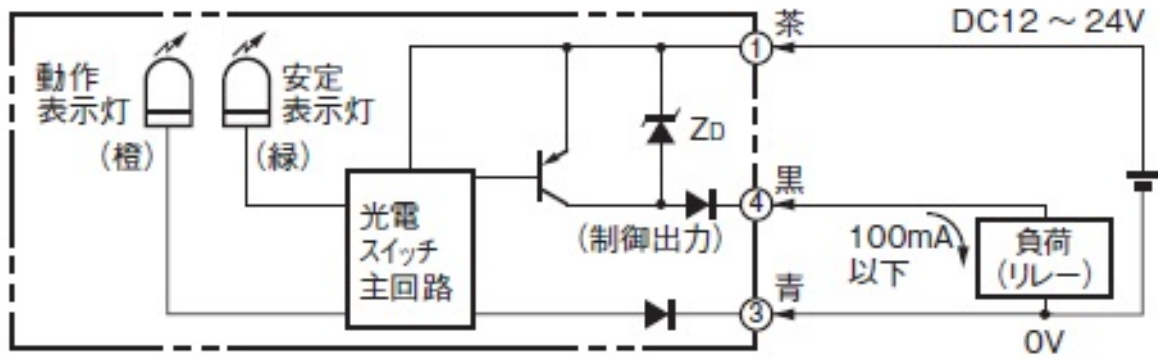 動作
表示灯
(橙)
安定
表示灯
(緑)
光電
スイッチ
主回路
ZD
(制御出力)
① 茶
DC12 ～ 24V
④ 黒
100mA
以下
負荷
(リレー)
③ 青
0V